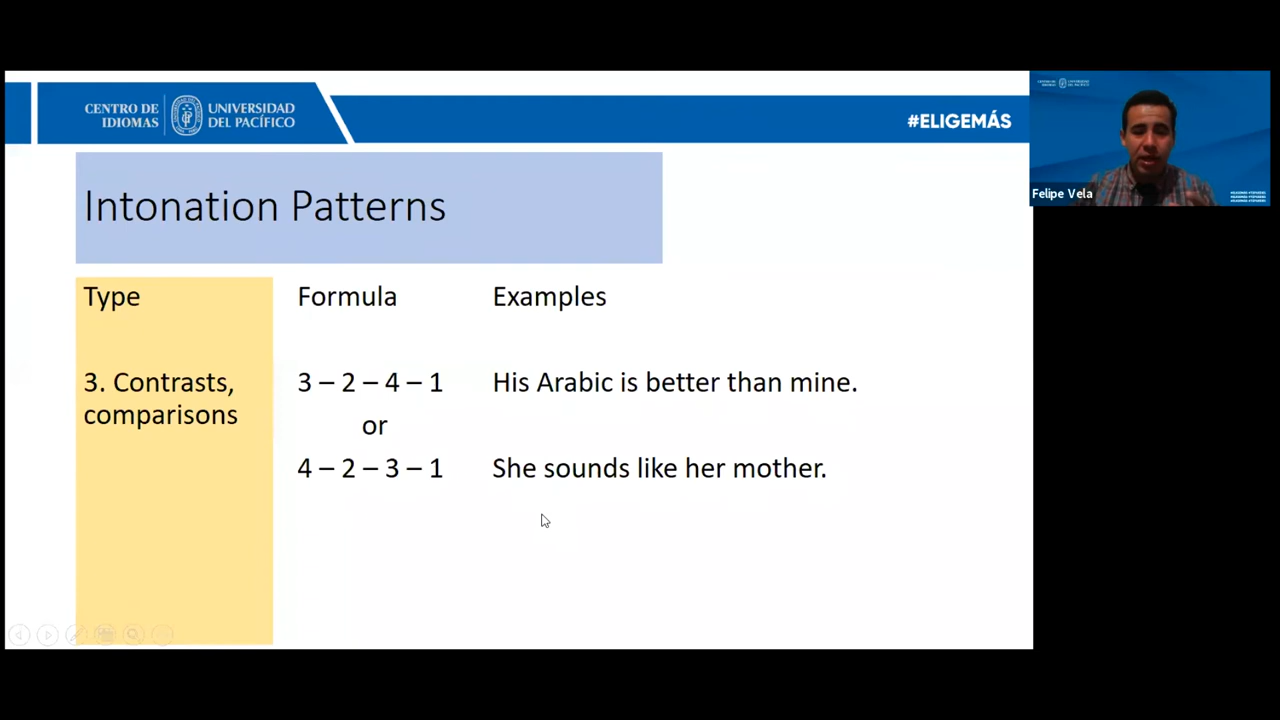 CENTRO DE IDIOMAS
UNIVERSIDAD DEL PACÍFICO
#ELIGEMÁS
Felipe Vela
Intonation Patterns
Type
Formula
Examples
3. Contrasts,
comparisons
3 – 2 – 4 – 1
His Arabic is better than mine.
or
4 – 2 – 3 – 1
She sounds like her mother.